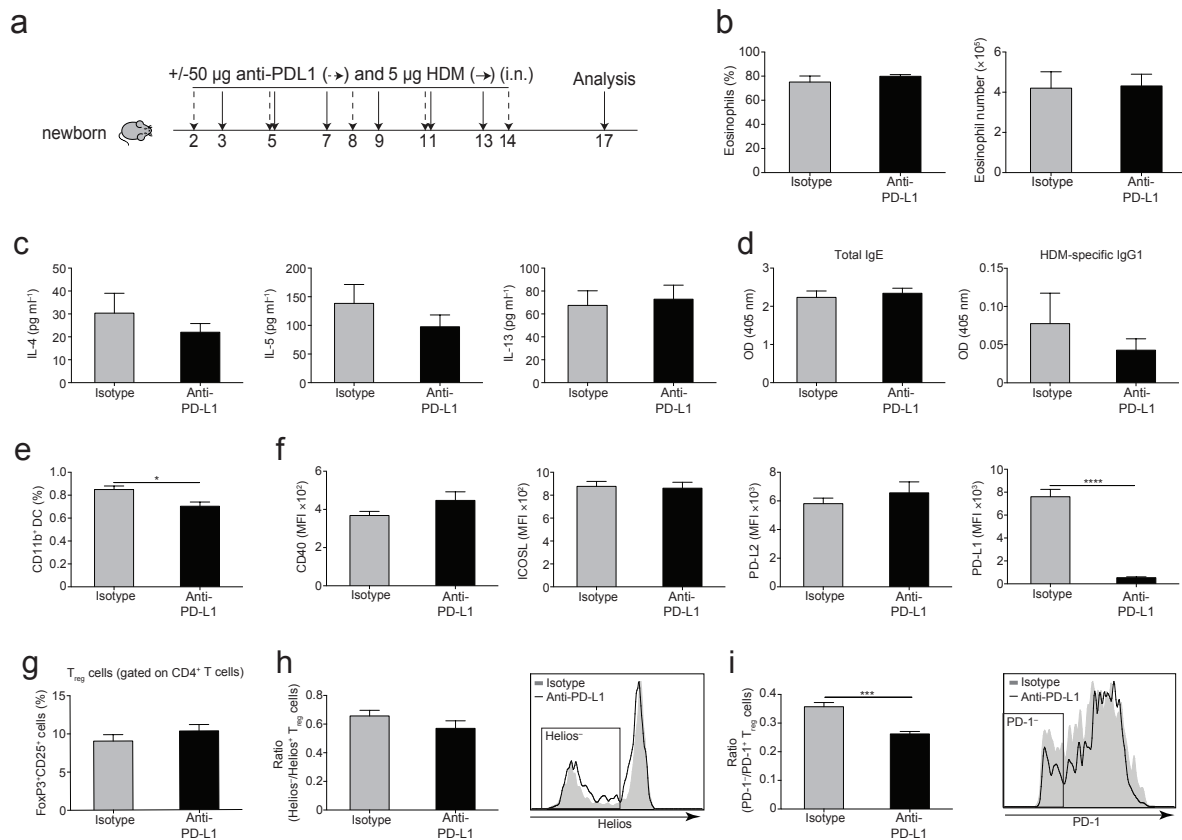 a
+/-50 µg anti-PDL1 (⇢) and 5 µg HDM (→) (i.n.)
Analysis
newborn
2 3 5 7 8 9 11 13 14 17
b
Eosinophils (%)
100
80
60
40
20
0
Isotype
Anti-
PD-L1
Eosinophil number (×10⁵)
6
4
2
0
Isotype
Anti-
PD-L1
c
IL-4 (pg ml⁻¹)
50
40
30
20
10
0
Isotype
Anti-
PD-L1
IL-5 (pg ml⁻¹)
200
150
100
50
0
Isotype
Anti-
PD-L1
IL-13 (pg ml⁻¹)
100
80
60
40
20
0
Isotype
Anti-
PD-L1
d
Total IgE
OD (405 nm)
3
2
1
0
Isotype
Anti-
PD-L1
HDM-specific IgG1
OD (405 nm)
0.15
0.10
0.05
0
Isotype
Anti-
PD-L1
e
CD11b⁺ DC (%)
1.0
0.8
0.6
0.4
0.2
0
*
Isotype
Anti-
PD-L1
f
CD40 (MFI ×10²)
6
4
2
0
Isotype
Anti-
PD-L1
ICOSL (MFI ×10²)
10
8
6
4
2
0
Isotype
Anti-
PD-L1
PD-L2 (MFI ×10³)
8
6
4
2
0
Isotype
Anti-
PD-L1
PD-L1 (MFI ×10³)
10
8
6
4
2
0
****
Isotype
Anti-
PD-L1
g
Treg cells (gated on CD4⁺ T cells)
FoxP3⁺CD25⁺ cells (%)
15
10
5
0
Isotype
Anti-
PD-L1
h
Ratio
(Helios⁻/Helios⁺ Treg cells)
0.8
0.6
0.4
0.2
0
Isotype
Anti-
PD-L1
Isotype
Anti-PD-L1
Helios⁻
Helios
i
Ratio
(PD-1⁻/PD-1⁺ Treg cells)
0.4
0.3
0.2
0.1
0
***
Isotype
Anti-
PD-L1
Isotype
Anti-PD-L1
PD-1⁻
PD-1